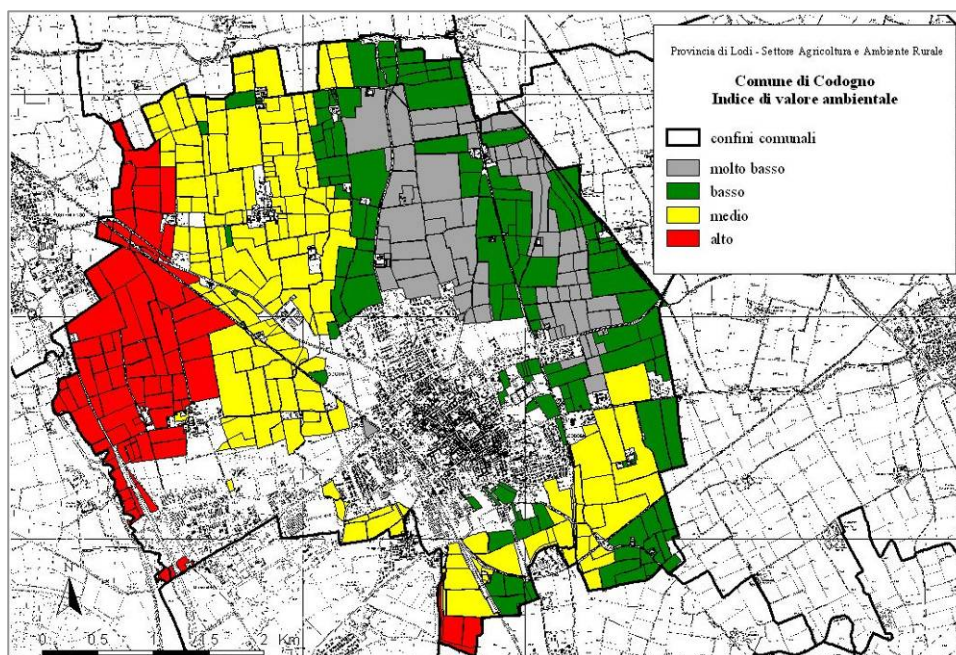 Provincia di Lodi - Settore Agricoltura e Ambiente Rurale
Comune di Codogno
Indice di valore ambientale
confini comunali
molto basso
basso
medio
alto
0 0.5 1 1.5 2 Km